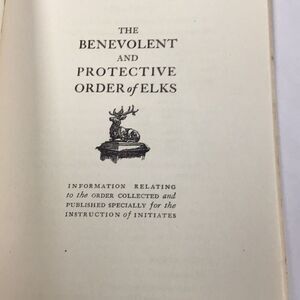 THE
BENEVOLENT
AND
PROTECTIVE
ORDER of ELKS
INFORMATION RELATING
to the ORDER COLLECTED and
PUBLISHED SPECIALLY for the
INSTRUCTION of INITIATES